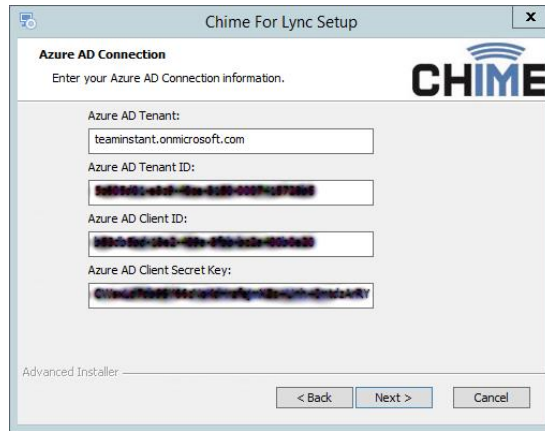 Chime For Lync Setup
x
Azure AD Connection
Enter your Azure AD Connection information.
CHIME
Azure AD Tenant:
teaminstant.onmicrosoft.com
Azure AD Tenant ID:
Azure AD Client ID:
Azure AD Client Secret Key:
Advanced Installer
< Back
Next >
Cancel